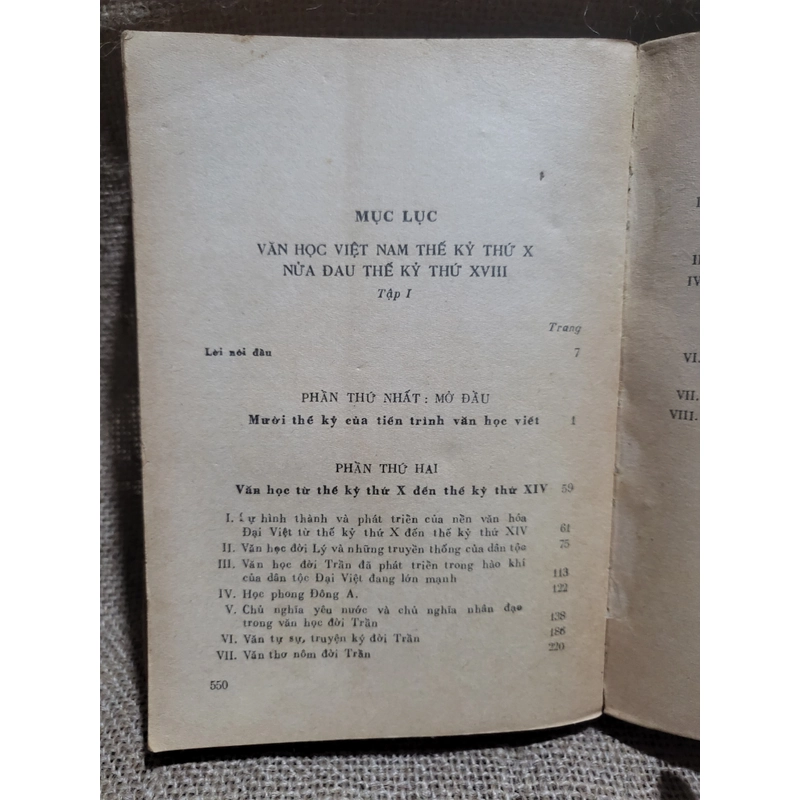 MỤC LỤC
VĂN HỌC VIỆT NAM THẾ KỶ THỨ X
NỬA ĐAU THẾ KỶ THỨ XVIII
Tập I
Trang
Lời nói đầu 7
PHẦN THỨ NHẤT : MỞ ĐẦU
Mười thế kỷ của tiến trình văn học viết 1
PHẦN THỨ HAI
Văn học từ thế kỷ thứ X đến thế kỷ thứ XIV 59
I. Sự hình thành và phát triển của nền văn hóa
Đại Việt từ thế kỷ thứ X đến thế kỷ thứ XIV 61
II. Văn học đời Lý và những truyền thống của dân tộc 75
III. Văn học đời Trần đã phát triển trong hào khí
của dân tộc Đại Việt đang lớn mạnh 113
IV. Học phong Đông A. 122
V. Chủ nghĩa yêu nước và chủ nghĩa nhân đạo
trong văn học đời Trần 138
VI. Văn tự sự, truyện ký đời Trần 186
VII. Văn thơ nôm đời Trần 220
550
I
II
IV
VI.
VII.
VIII.